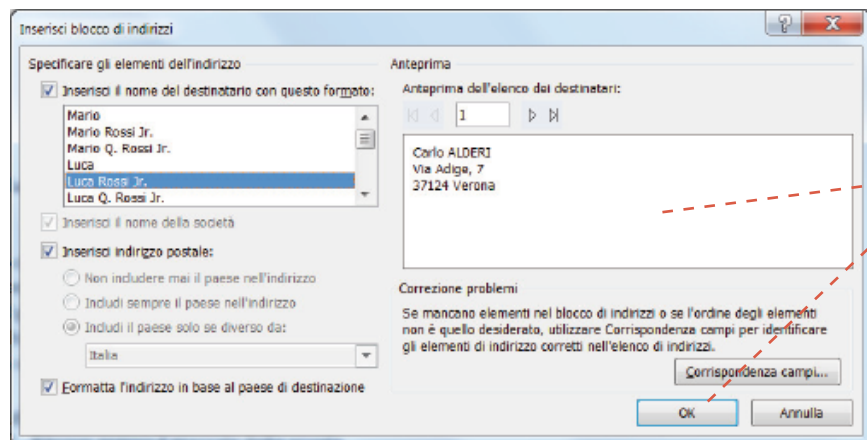 Inserisci blocco di indirizzi
Specificare gli elementi dell'indirizzo
Inserisci il nome del destinatario con questo formato:
Mario
Mario Rossi Jr.
Mario Q. Rossi Jr.
Luca
Luca Rossi Jr.
Luca Q. Rossi Jr.
Inserisci il nome della società
Inserisci indirizzo postale:
Non includere mai il paese nell'indirizzo
Includi sempre il paese nell'indirizzo
Includi il paese solo se diverso da:
Italia
Formatta l'indirizzo in base al paese di destinazione
Anteprima
Anteprima dell'elenco dei destinatari:
1
Carlo ALDERI
Via Adige, 7
37124 Verona
Correzione problemi
Se mancano elementi nel blocco di indirizzi o se l'ordine degli elementi
non è quello desiderato, utilizzare Corrispondenza campi per identificare
gli elementi di indirizzo corretti nell'elenco di indirizzi.
Corrispondenza campi...
OK
Annulla